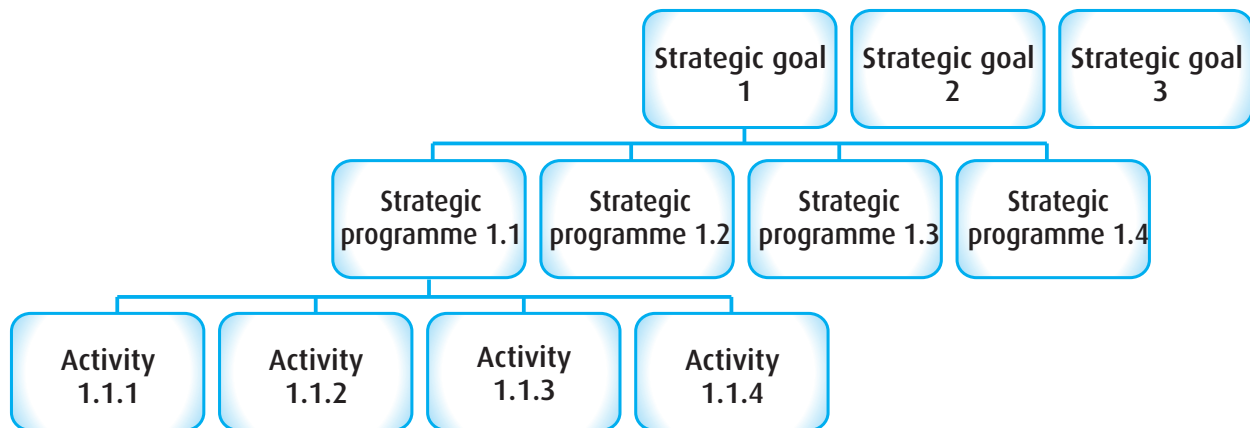 Strategic goal
1
Strategic goal
2
Strategic goal
3
Strategic
programme 1.1
Strategic
programme 1.2
Strategic
programme 1.3
Strategic
programme 1.4
Activity
1.1.1
Activity
1.1.2
Activity
1.1.3
Activity
1.1.4